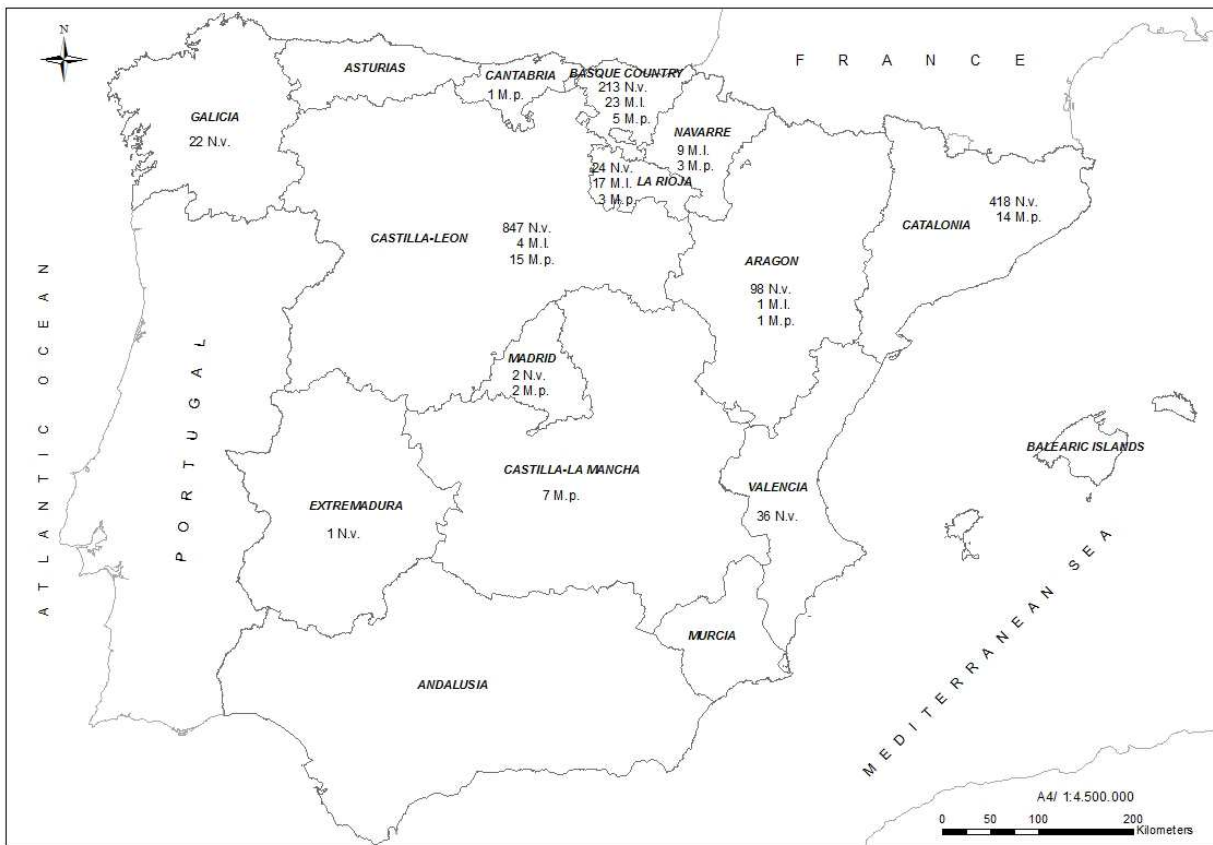 N
FRANCE
ASTURIAS
CANTABRIA
1 M.p.
BASQUE COUNTRY
213 N.v.
23 M.l.
5 M.p.
GALICIA
22 N.v.
NAVARRE
9 M.l.
3 M.p.
24 N.v.
17 M.l.
3 M.p.
LA RIOJA
CASTILLA-LEON
847 N.v.
4 M.l.
15 M.p.
CATALONIA
418 N.v.
14 M.p.
ARAGON
98 N.v.
1 M.l.
1 M.p.
ATLANTIC OCEAN
PORTUGAL
MADRID
2 N.v.
2 M.p.
CASTILLA-LA MANCHA
7 M.p.
BALEARIC ISLANDS
VALENCIA
36 N.v.
EXTREMADURA
1 N.v.
MURCIA
ANDALUSIA
MEDITERRANEAN SEA
A4/ 1:4.500.000
0 50 100 200
Kilometers